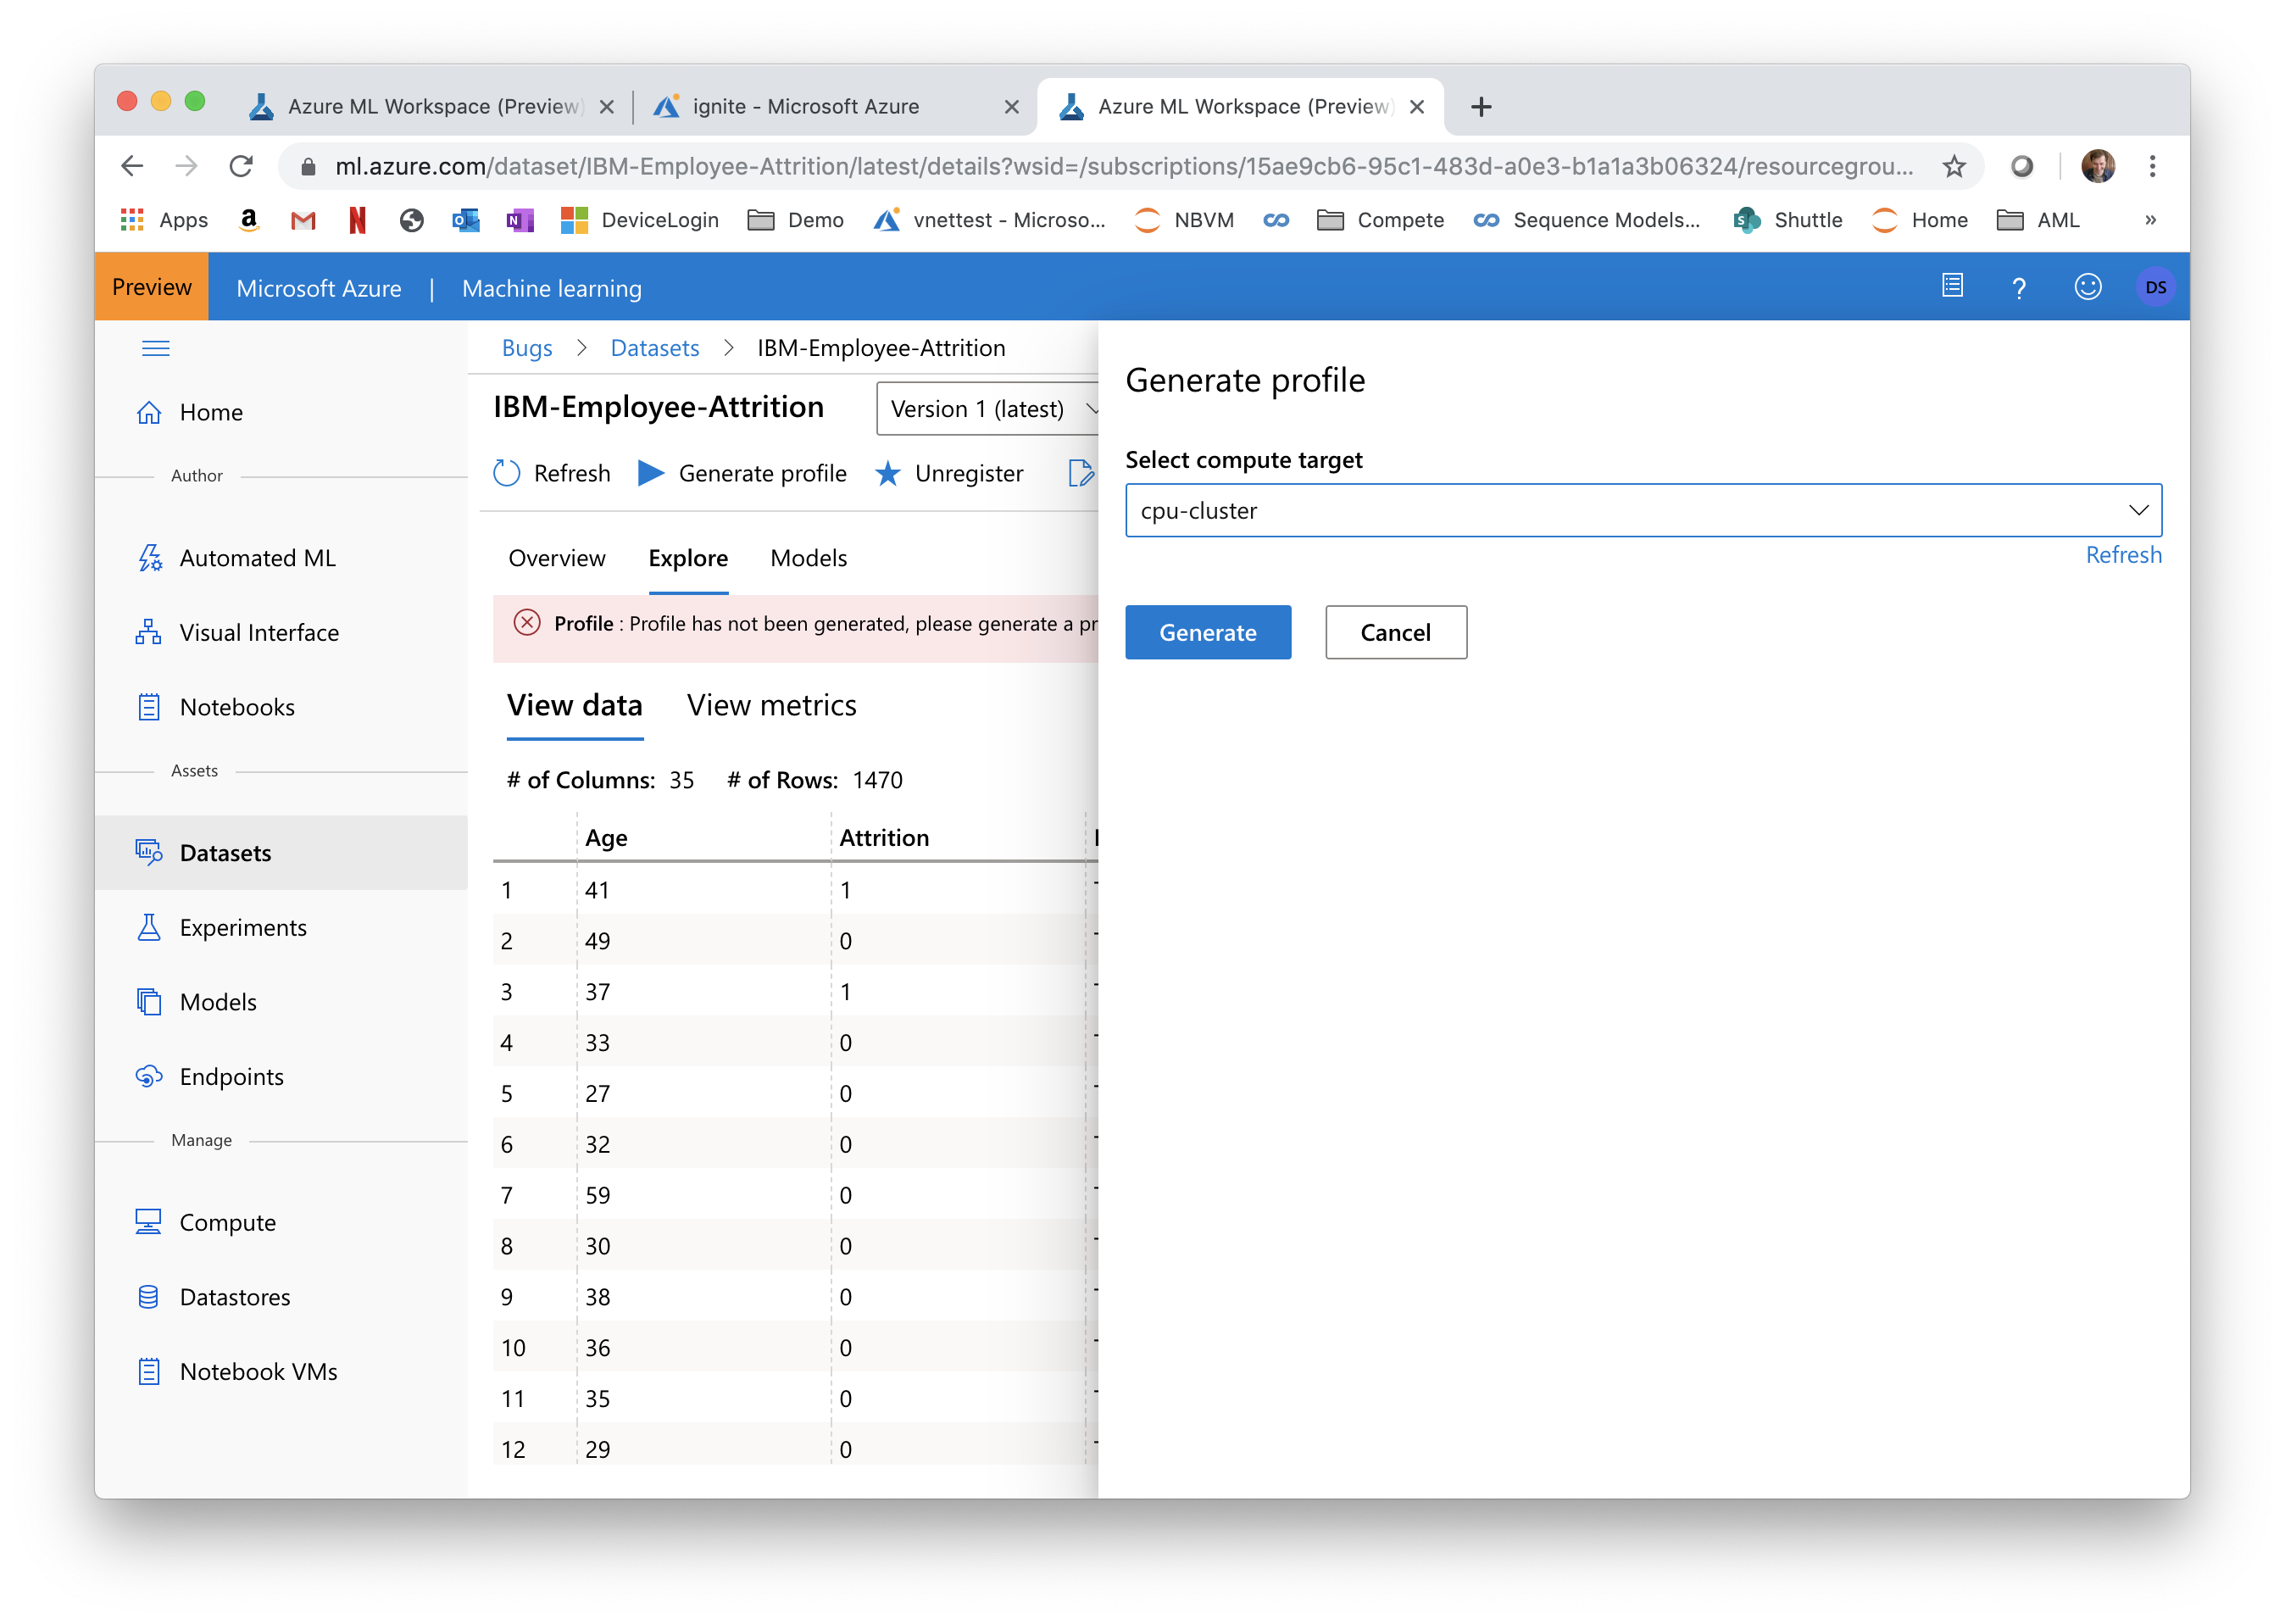 Azure ML Workspace (Preview)
ignite - Microsoft Azure
Azure ML Workspace (Preview)
ml.azure.com/dataset/IBM-Employee-Attrition/latest/details?wsid=/subscriptions/15ae9cb6-95c1-483d-a0e3-b1a1a3b06324/resourcegrou...
Apps DeviceLogin Demo vnettest - Microso... NBVM Compete Sequence Models... Shuttle Home AML »
Preview Microsoft Azure | Machine learning ? DS
Bugs > Datasets > IBM-Employee-Attrition
IBM-Employee-Attrition Version 1 (latest)
Refresh Generate profile Unregister
Overview Explore Models
Profile : Profile has not been generated, please generate a pr
View data View metrics
# of Columns: 35 # of Rows: 1470
Age Attrition
1 41 1
2 49 0
3 37 1
4 33 0
5 27 0
6 32 0
7 59 0
8 30 0
9 38 0
10 36 0
11 35 0
12 29 0
Home
Author
Automated ML
Visual Interface
Notebooks
Assets
Datasets
Experiments
Models
Endpoints
Manage
Compute
Datastores
Notebook VMs
Generate profile
Select compute target
cpu-cluster
Refresh
Generate Cancel